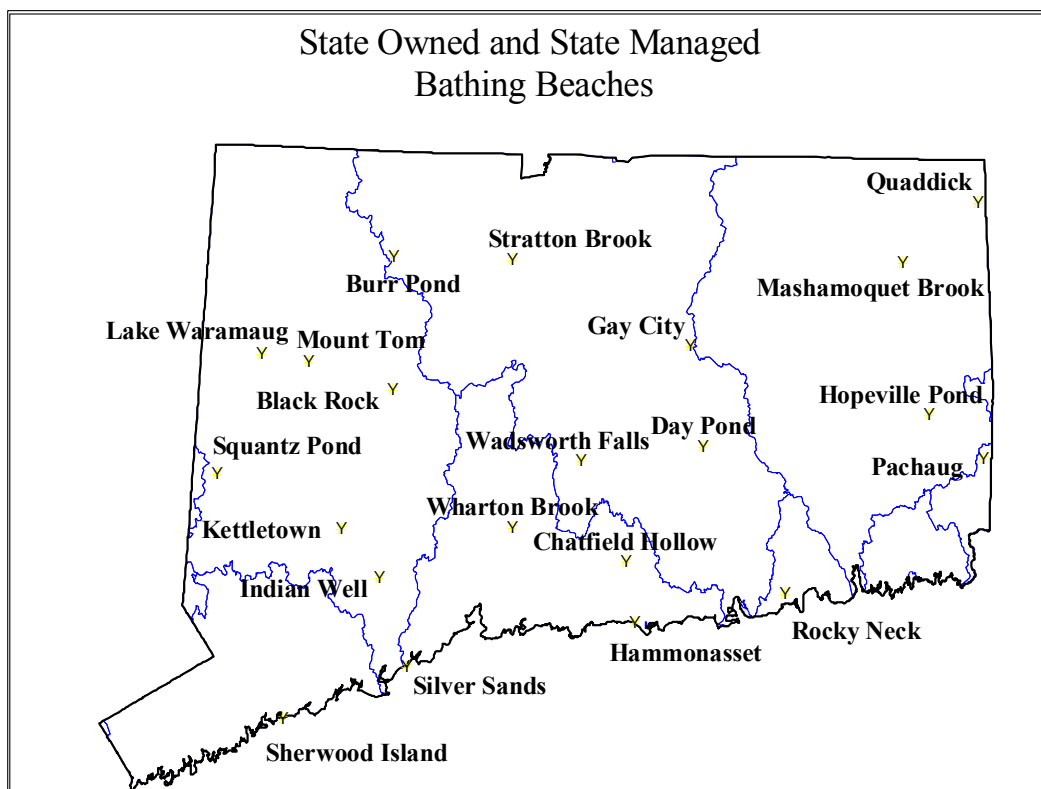 State Owned and State Managed
Bathing Beaches
Quaddick
Stratton Brook
Burr Pond
Mashamoquet Brook
Lake Waramaug
Mount Tom
Gay City
Black Rock
Hopeville Pond
Squantz Pond
Wadsworth Falls
Day Pond
Pachaug
Kettletown
Wharton Brook
Chatfield Hollow
Indian Well
Hammonasset
Rocky Neck
Silver Sands
Sherwood Island